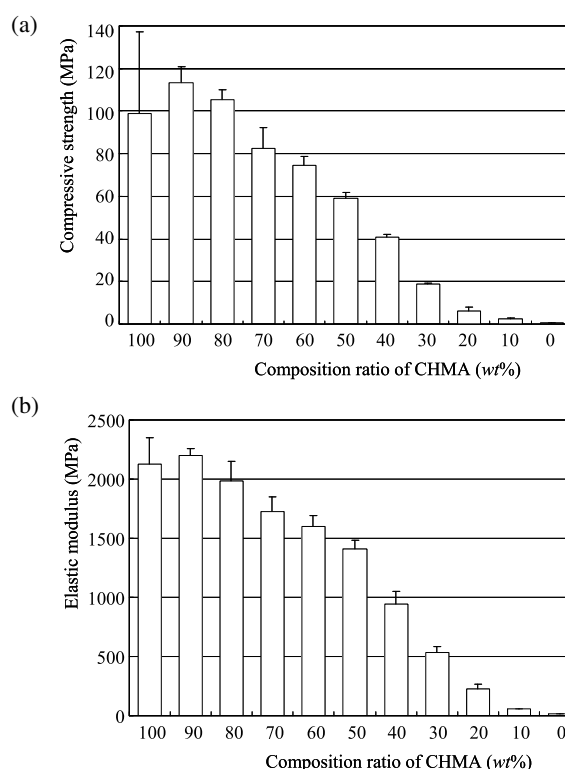 (a)
Compressive strength (MPa)
140
120
100
80
60
40
20
0
100 90 80 70 60 50 40 30 20 10 0
Composition ratio of CHMA (wt%)
(b)
Elastic modulus (MPa)
2500
2000
1500
1000
500
0
100 90 80 70 60 50 40 30 20 10 0
Composition ratio of CHMA (wt%)